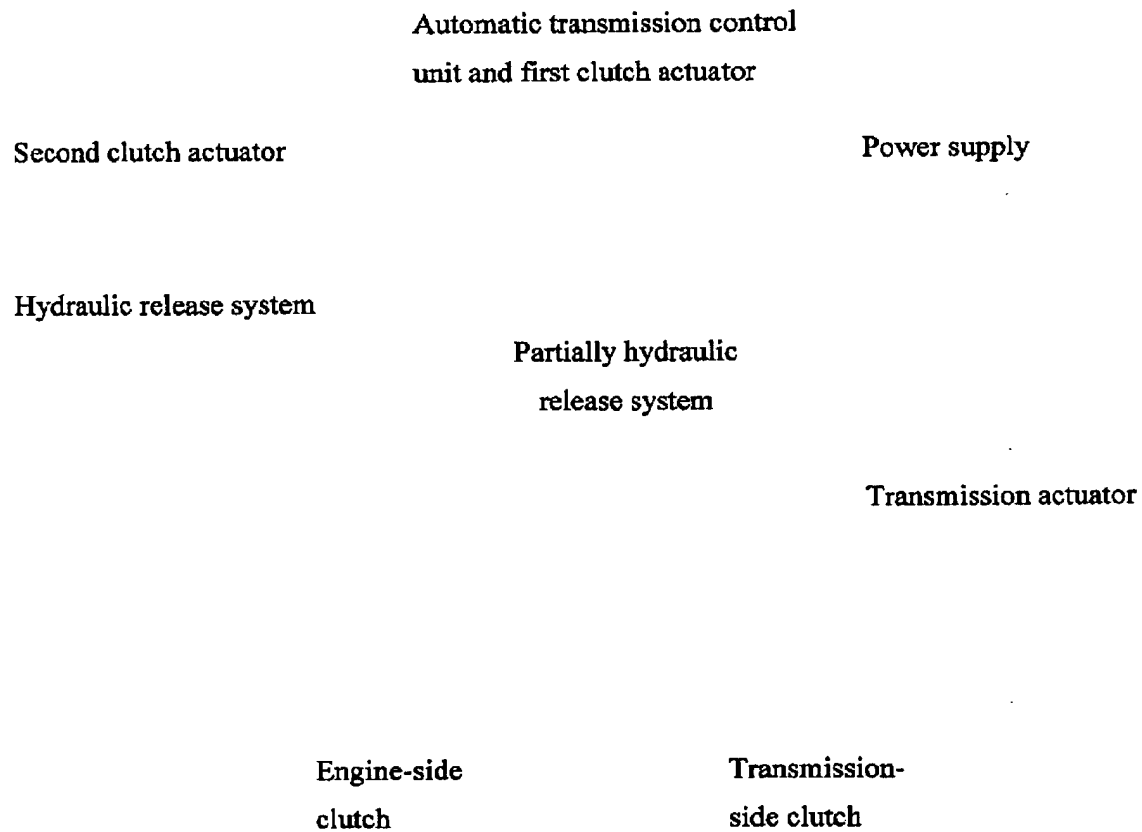 Automatic transmission control
unit and first clutch actuator
Second clutch actuator
Power supply
Hydraulic release system
Partially hydraulic
release system
Transmission actuator
Engine-side
clutch
Transmission-
side clutch